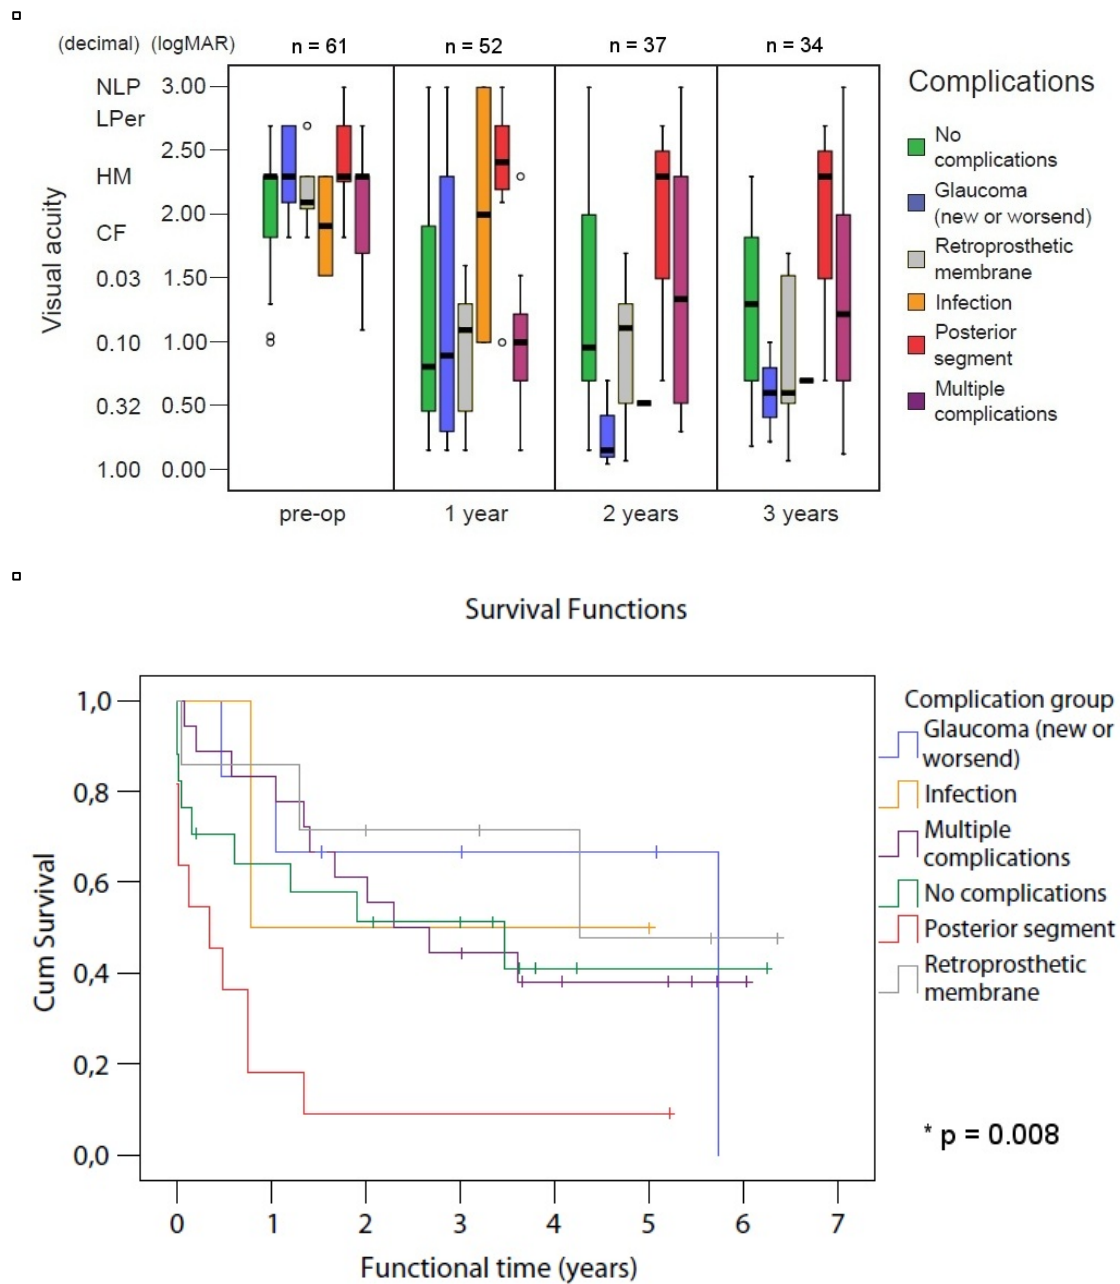 (decimal) (logMAR) n = 61 n = 52 n = 37 n = 34
Complications
NLP 3.00
LPer
2.50
HM
2.00
CF
0.03 1.50
0.10 1.00
0.32 0.50
1.00 0.00
Visual acuity
No
complications
Glaucoma
(new or worsend)
Retroprosthetic
membrane
Infection
Posterior
segment
Multiple
complications
pre-op 1 year 2 years 3 years
Survival Functions
1,0
0,8
0,6
0,4
0,2
0,0
Cum Survival
Complication group
Glaucoma (new or
worsend)
Infection
Multiple
complications
No complications
Posterior segment
Retroprosthetic
membrane
* p = 0.008
0 1 2 3 4 5 6 7
Functional time (years)